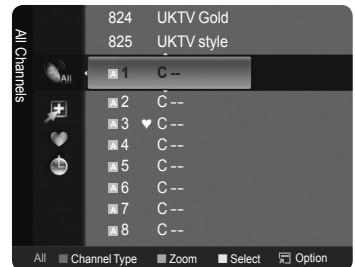 All Channels
824 UKTV Gold
825 UKTV style
All
A 1 C --
A 2 C --
A 3 ♥ C --
A 4 C --
A 5 C --
A 6 C --
A 7 C --
A 8 C --
All Channel Type Zoom Select Option